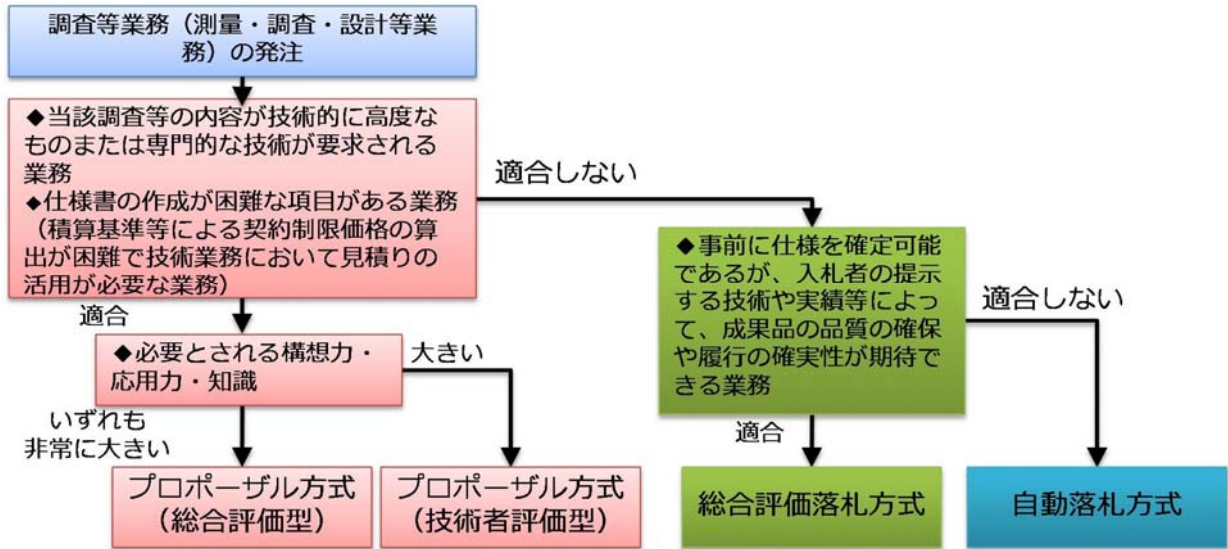 調査等業務（測量・調査・設計等業
務）の発注
◆当該調査等の内容が技術的に高度な
ものまたは専門的な技術が要求される
業務
◆仕様書の作成が困難な項目がある業務
（積算基準等による契約制限価格の算
出が困難で技術業務において見積りの
活用が必要な業務）
適合しない
◆事前に仕様を確定可能
であるが、入札者の提示
する技術や実績等によっ
て、成果品の品質の確保
や履行の確実性が期待で
きる業務
適合しない
適合
◆必要とされる構想力・
応用力・知識
大きい
いずれも
非常に大きい
適合
プロポーザル方式
（総合評価型）
プロポーザル方式
（技術者評価型）
総合評価落札方式
自動落札方式